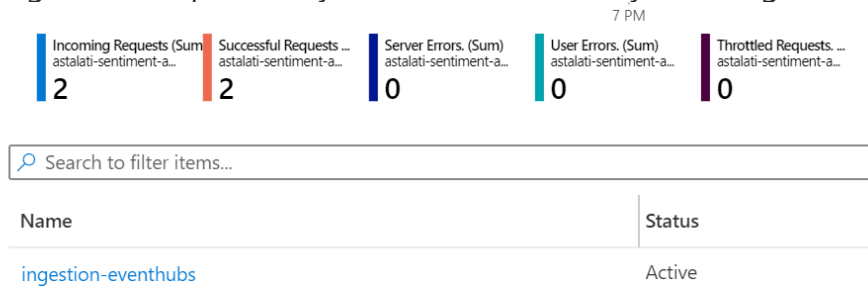 7 PM
Incoming Requests (Sum
astalati-sentiment-a...
2
Successful Requests ...
astalati-sentiment-a...
2
Server Errors. (Sum)
astalati-sentiment-a...
0
User Errors. (Sum)
astalati-sentiment-a...
0
Throttled Requests. ...
astalati-sentiment-a...
0
Search to filter items...
Name Status
ingestion-eventhubs Active